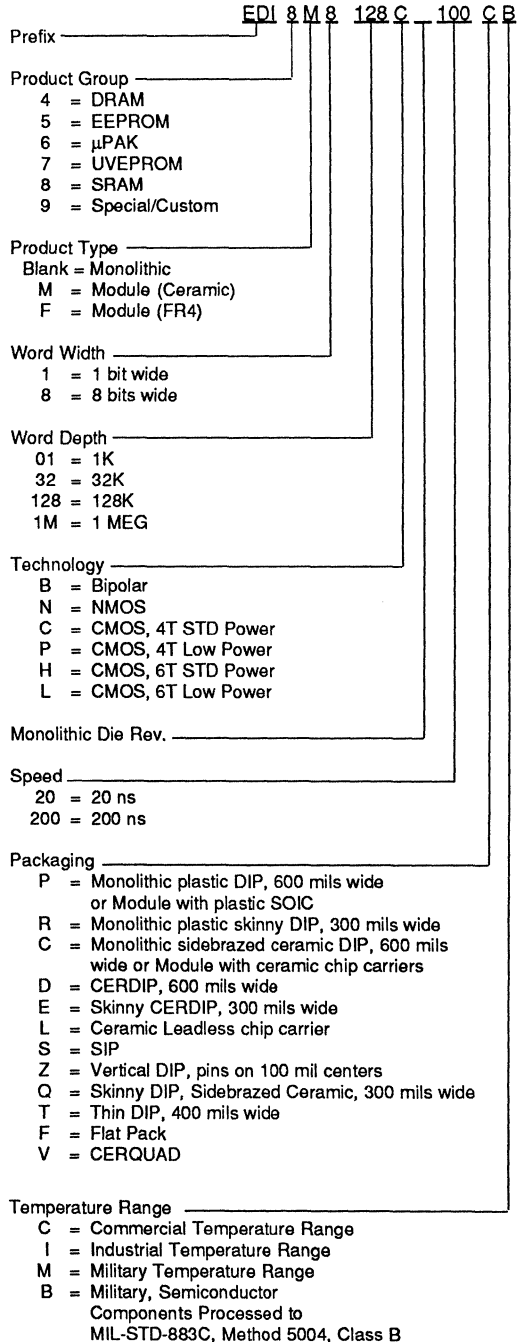 EDI 8 M 8 128 C _ 100 C B
Prefix
Product Group
4 = DRAM
5 = EEPROM
6 = µPAK
7 = UVEPROM
8 = SRAM
9 = Special/Custom
Product Type
Blank = Monolithic
M = Module (Ceramic)
F = Module (FR4)
Word Width
1 = 1 bit wide
8 = 8 bits wide
Word Depth
01 = 1K
32 = 32K
128 = 128K
1M = 1 MEG
Technology
B = Bipolar
N = NMOS
C = CMOS, 4T STD Power
P = CMOS, 4T Low Power
H = CMOS, 6T STD Power
L = CMOS, 6T Low Power
Monolithic Die Rev.
Speed
20 = 20 ns
200 = 200 ns
Packaging
P = Monolithic plastic DIP, 600 mils wide
or Module with plastic SOIC
R = Monolithic plastic skinny DIP, 300 mils wide
C = Monolithic sidebrazed ceramic DIP, 600 mils
wide or Module with ceramic chip carriers
D = CERDIP, 600 mils wide
E = Skinny CERDIP, 300 mils wide
L = Ceramic Leadless chip carrier
S = SIP
Z = Vertical DIP, pins on 100 mil centers
Q = Skinny DIP, Sidebrazed Ceramic, 300 mils wide
T = Thin DIP, 400 mils wide
F = Flat Pack
V = CERQUAD
Temperature Range
C = Commercial Temperature Range
I = Industrial Temperature Range
M = Military Temperature Range
B = Military, Semiconductor
Components Processed to
MIL-STD-883C, Method 5004, Class B